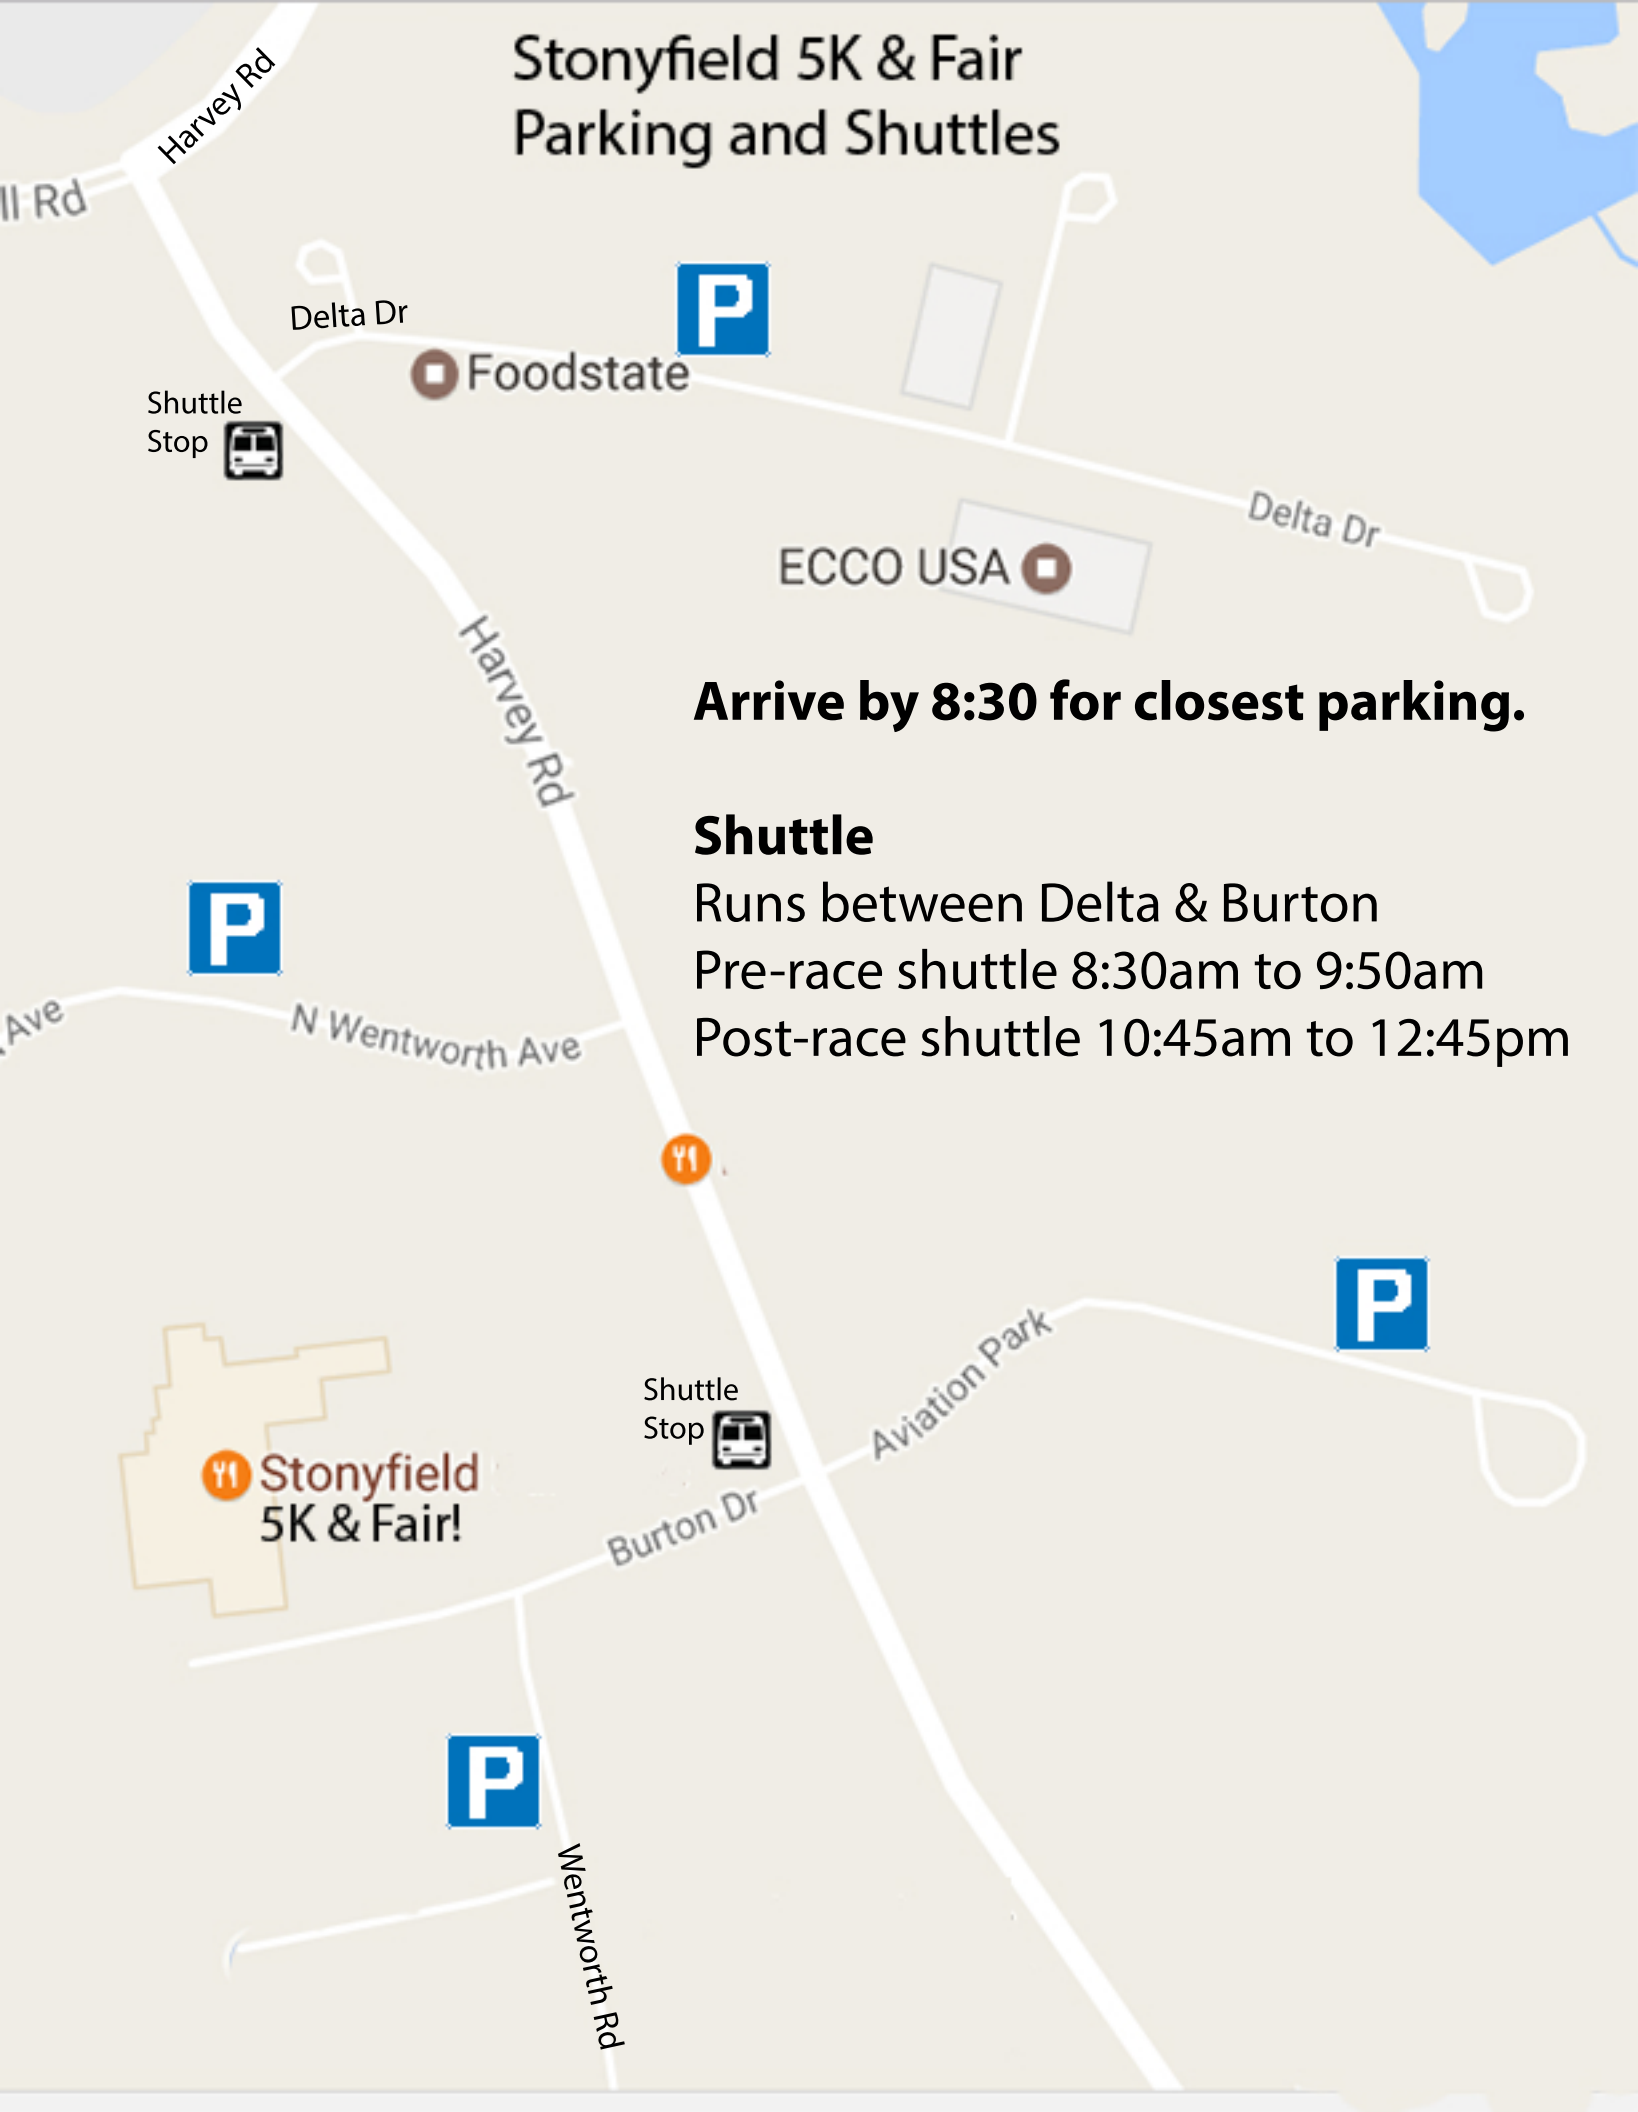 Stonyfield 5K & Fair
Parking and Shuttles
Harvey Rd
ll Rd
P
Delta Dr
Foodstate
Shuttle
Stop
Delta Dr
ECCO USA
Harvey Rd
Arrive by 8:30 for closest parking.
Shuttle
Runs between Delta & Burton
Pre-race shuttle 8:30am to 9:50am
Post-race shuttle 10:45am to 12:45pm
P
Ave
N Wentworth Ave
P
Aviation Park
Shuttle
Stop
Stonyfield
5K & Fair!
Burton Dr
P
Wentworth Rd